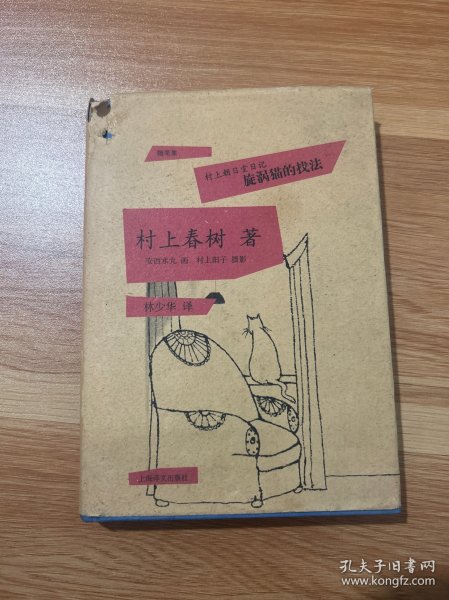 随笔集
村上朝日堂日记
旋涡猫的找法
村上春树 著
安西水丸 画 村上阳子 摄影
林少华 译
上海译文出版社
孔夫子旧书网
www.kongfz.com